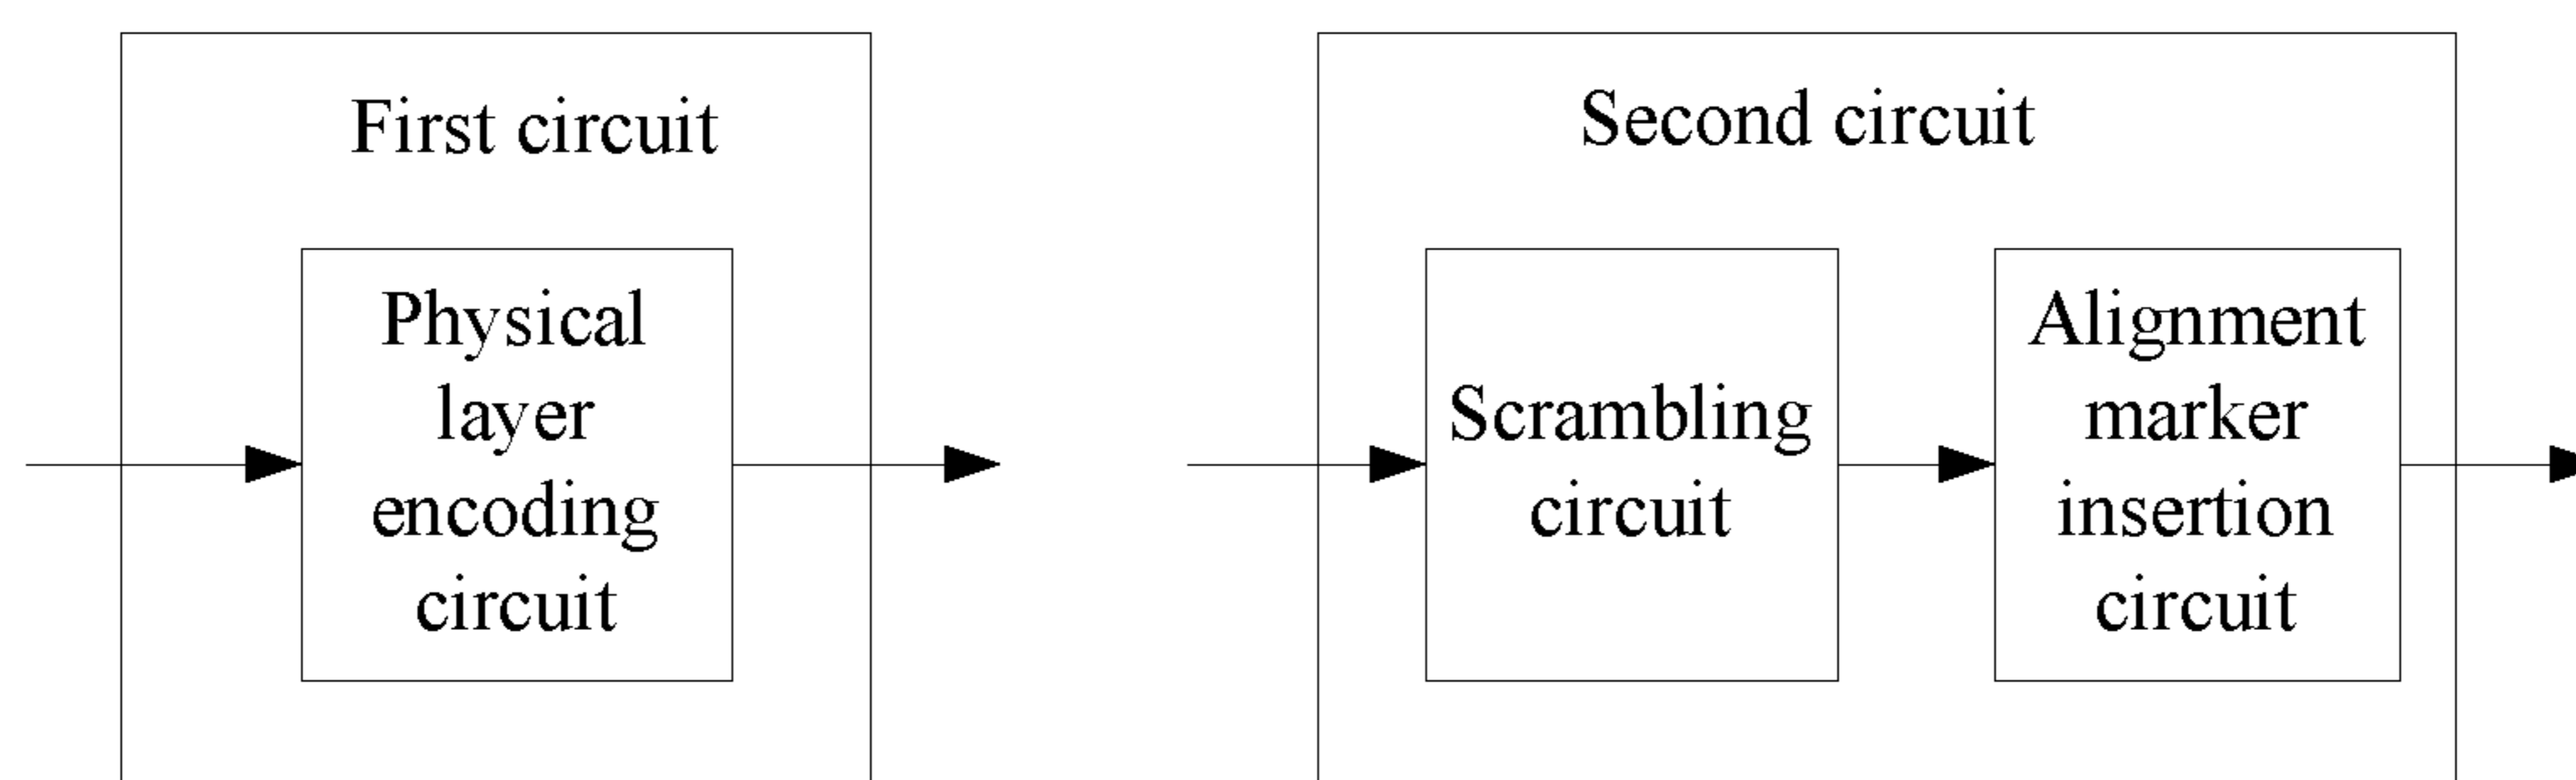 First circuit
Physical
layer
encoding
circuit
Second circuit
Scrambling
circuit
Alignment
marker
insertion
circuit